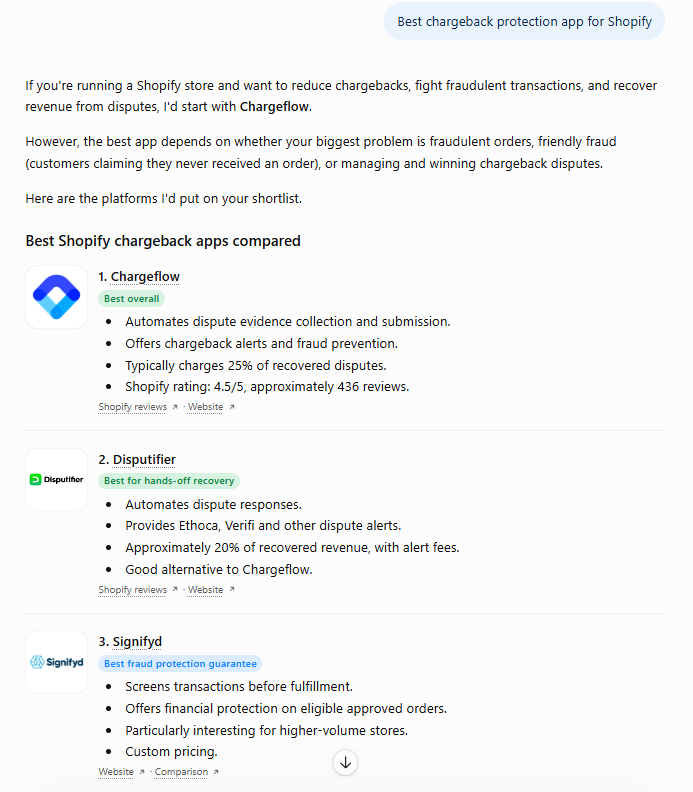 Best chargeback protection app for Shopify
If you're running a Shopify store and want to reduce chargebacks, fight fraudulent transactions, and recover
revenue from disputes, I'd start with Chargeflow.
However, the best app depends on whether your biggest problem is fraudulent orders, friendly fraud
(customers claiming they never received an order), or managing and winning chargeback disputes.
Here are the platforms I'd put on your shortlist.
Best Shopify chargeback apps compared
1. Chargeflow
Best overall
• Automates dispute evidence collection and submission.
• Offers chargeback alerts and fraud prevention.
• Typically charges 25% of recovered disputes.
• Shopify rating: 4.5/5, approximately 436 reviews.
Shopify reviews ↗ · Website ↗
Disputifier
2. Disputifier
Best for hands-off recovery
• Automates dispute responses.
• Provides Ethoca, Verifi and other dispute alerts.
• Approximately 20% of recovered revenue, with alert fees.
• Good alternative to Chargeflow.
Shopify reviews ↗ · Website ↗
Signifyd
3. Signifyd
Best fraud protection guarantee
• Screens transactions before fulfillment.
• Offers financial protection on eligible approved orders.
• Particularly interesting for higher-volume stores.
• Custom pricing.
Website ↗ · Comparison ↗